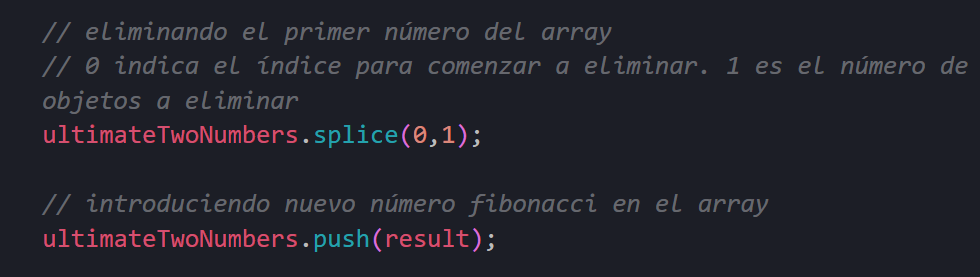 // eliminando el primer número del array
// 0 indica el índice para comenzar a eliminar. 1 es el número de
objetos a eliminar
ultimateTwoNumbers.splice(0,1);
// introduciendo nuevo número fibonacci en el array
ultimateTwoNumbers.push(result);